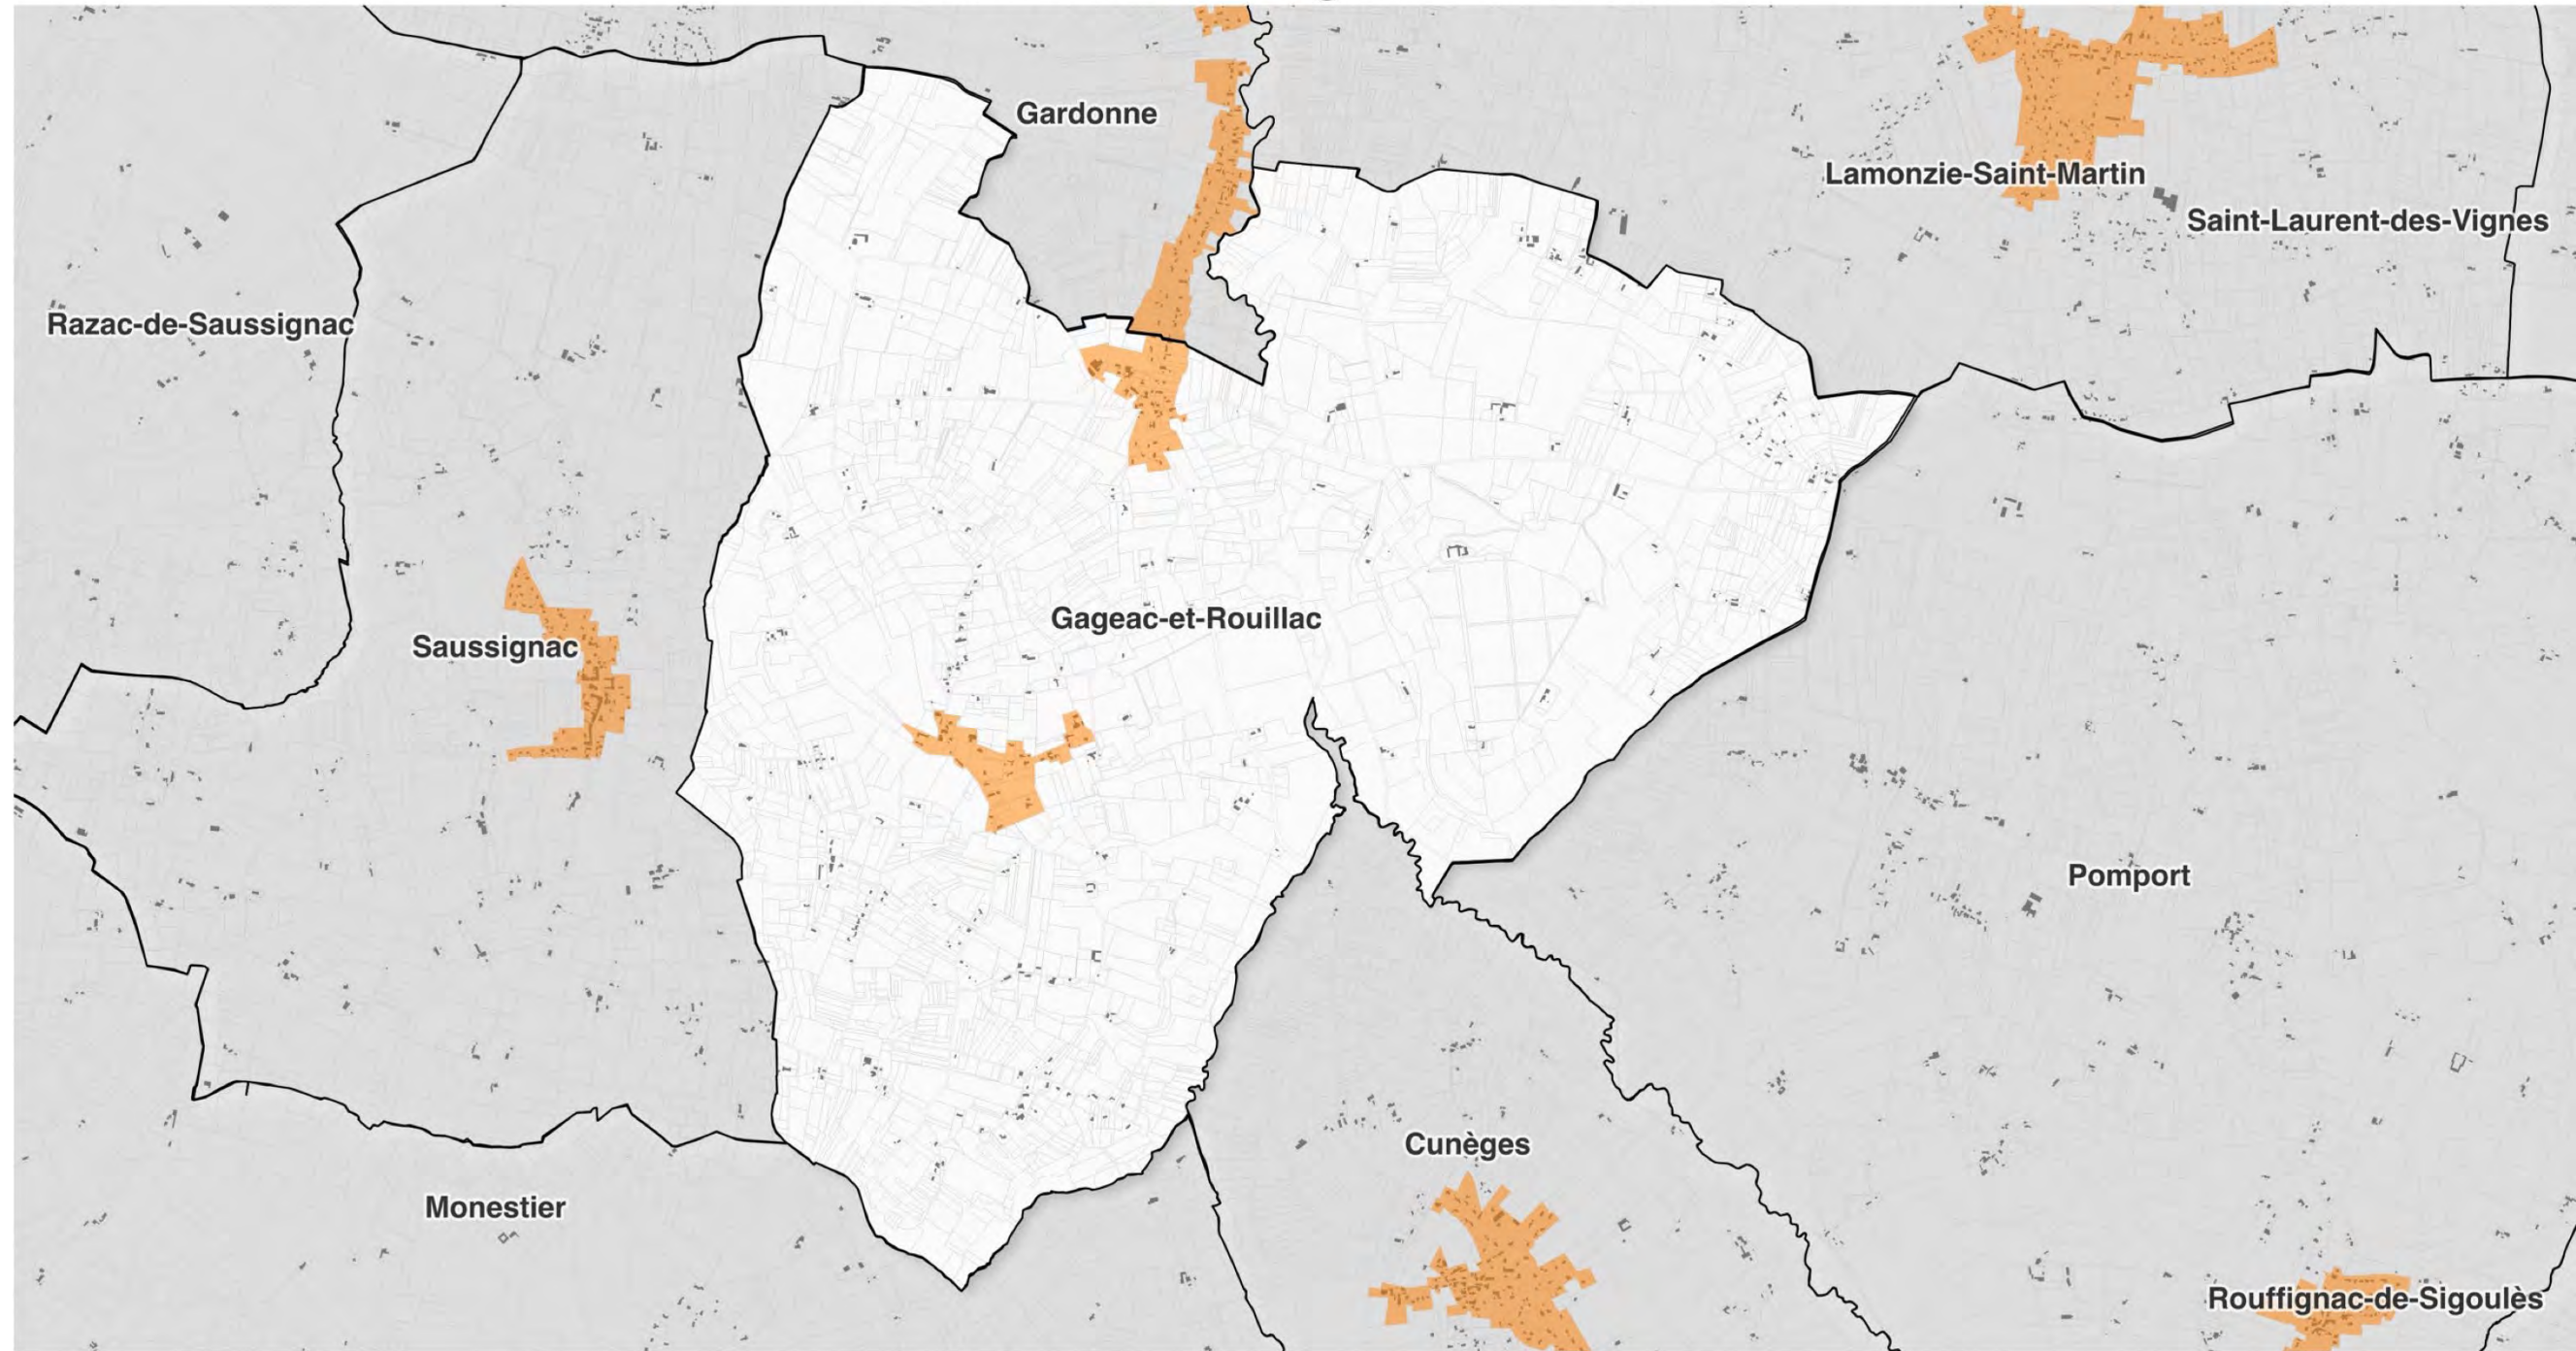 Gardonne
Lamonzie-Saint-Martin
Saint-Laurent-des-Vignes
Razac-de-Saussignac
Gageac-et-Rouillac
Saussignac
Pomport
Cunèges
Monestier
Rouffignac-de-Sigoulès